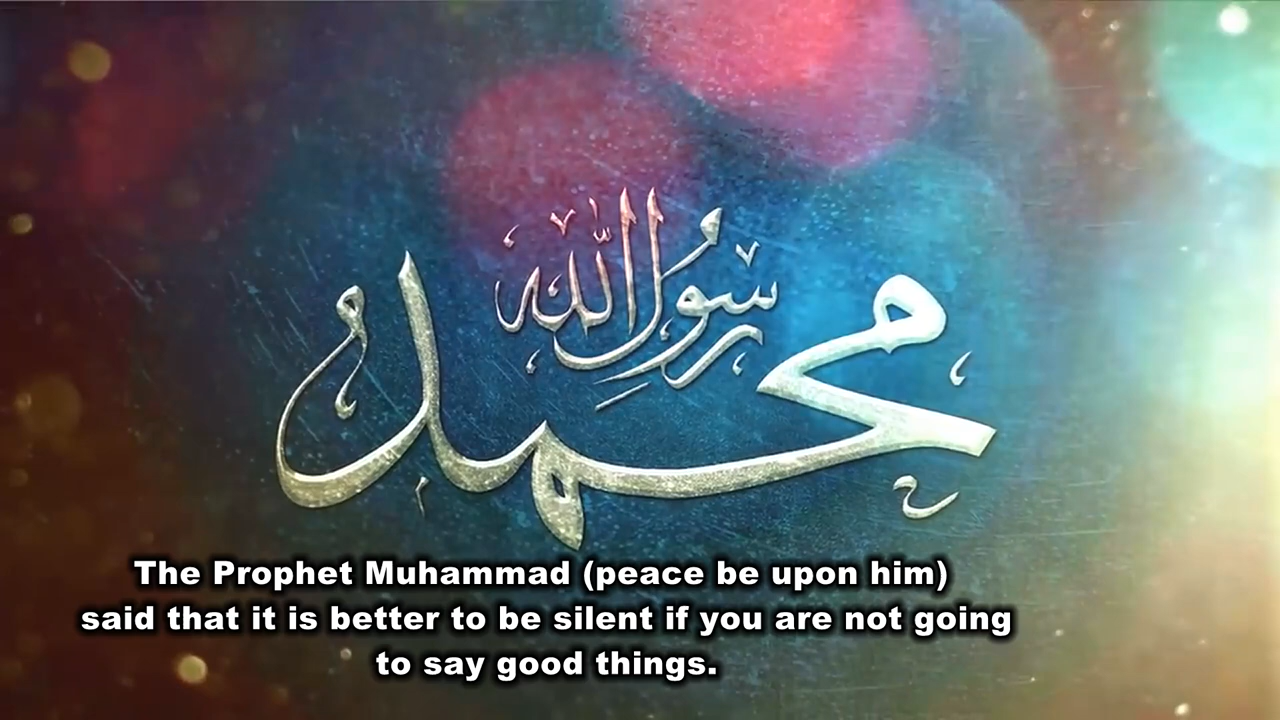 رسول الله
محمد
The Prophet Muhammad (peace be upon him)
said that it is better to be silent if you are not going
to say good things.